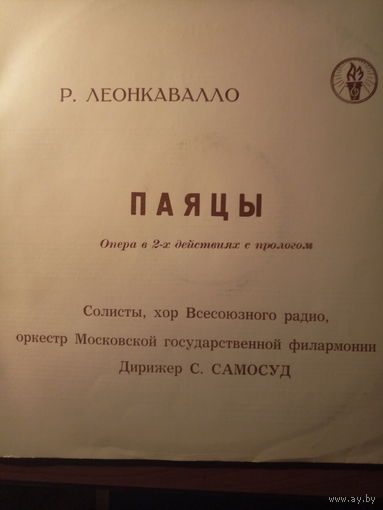 Р. ЛЕОНКАВАЛЛО
ПАЯЦЫ
Опера в 2-х действиях с прологом
Солисты, хор Всесоюзного радио,
оркестр Московской государственной филармонии
Дирижер С. САМОСУД
www.ay.by